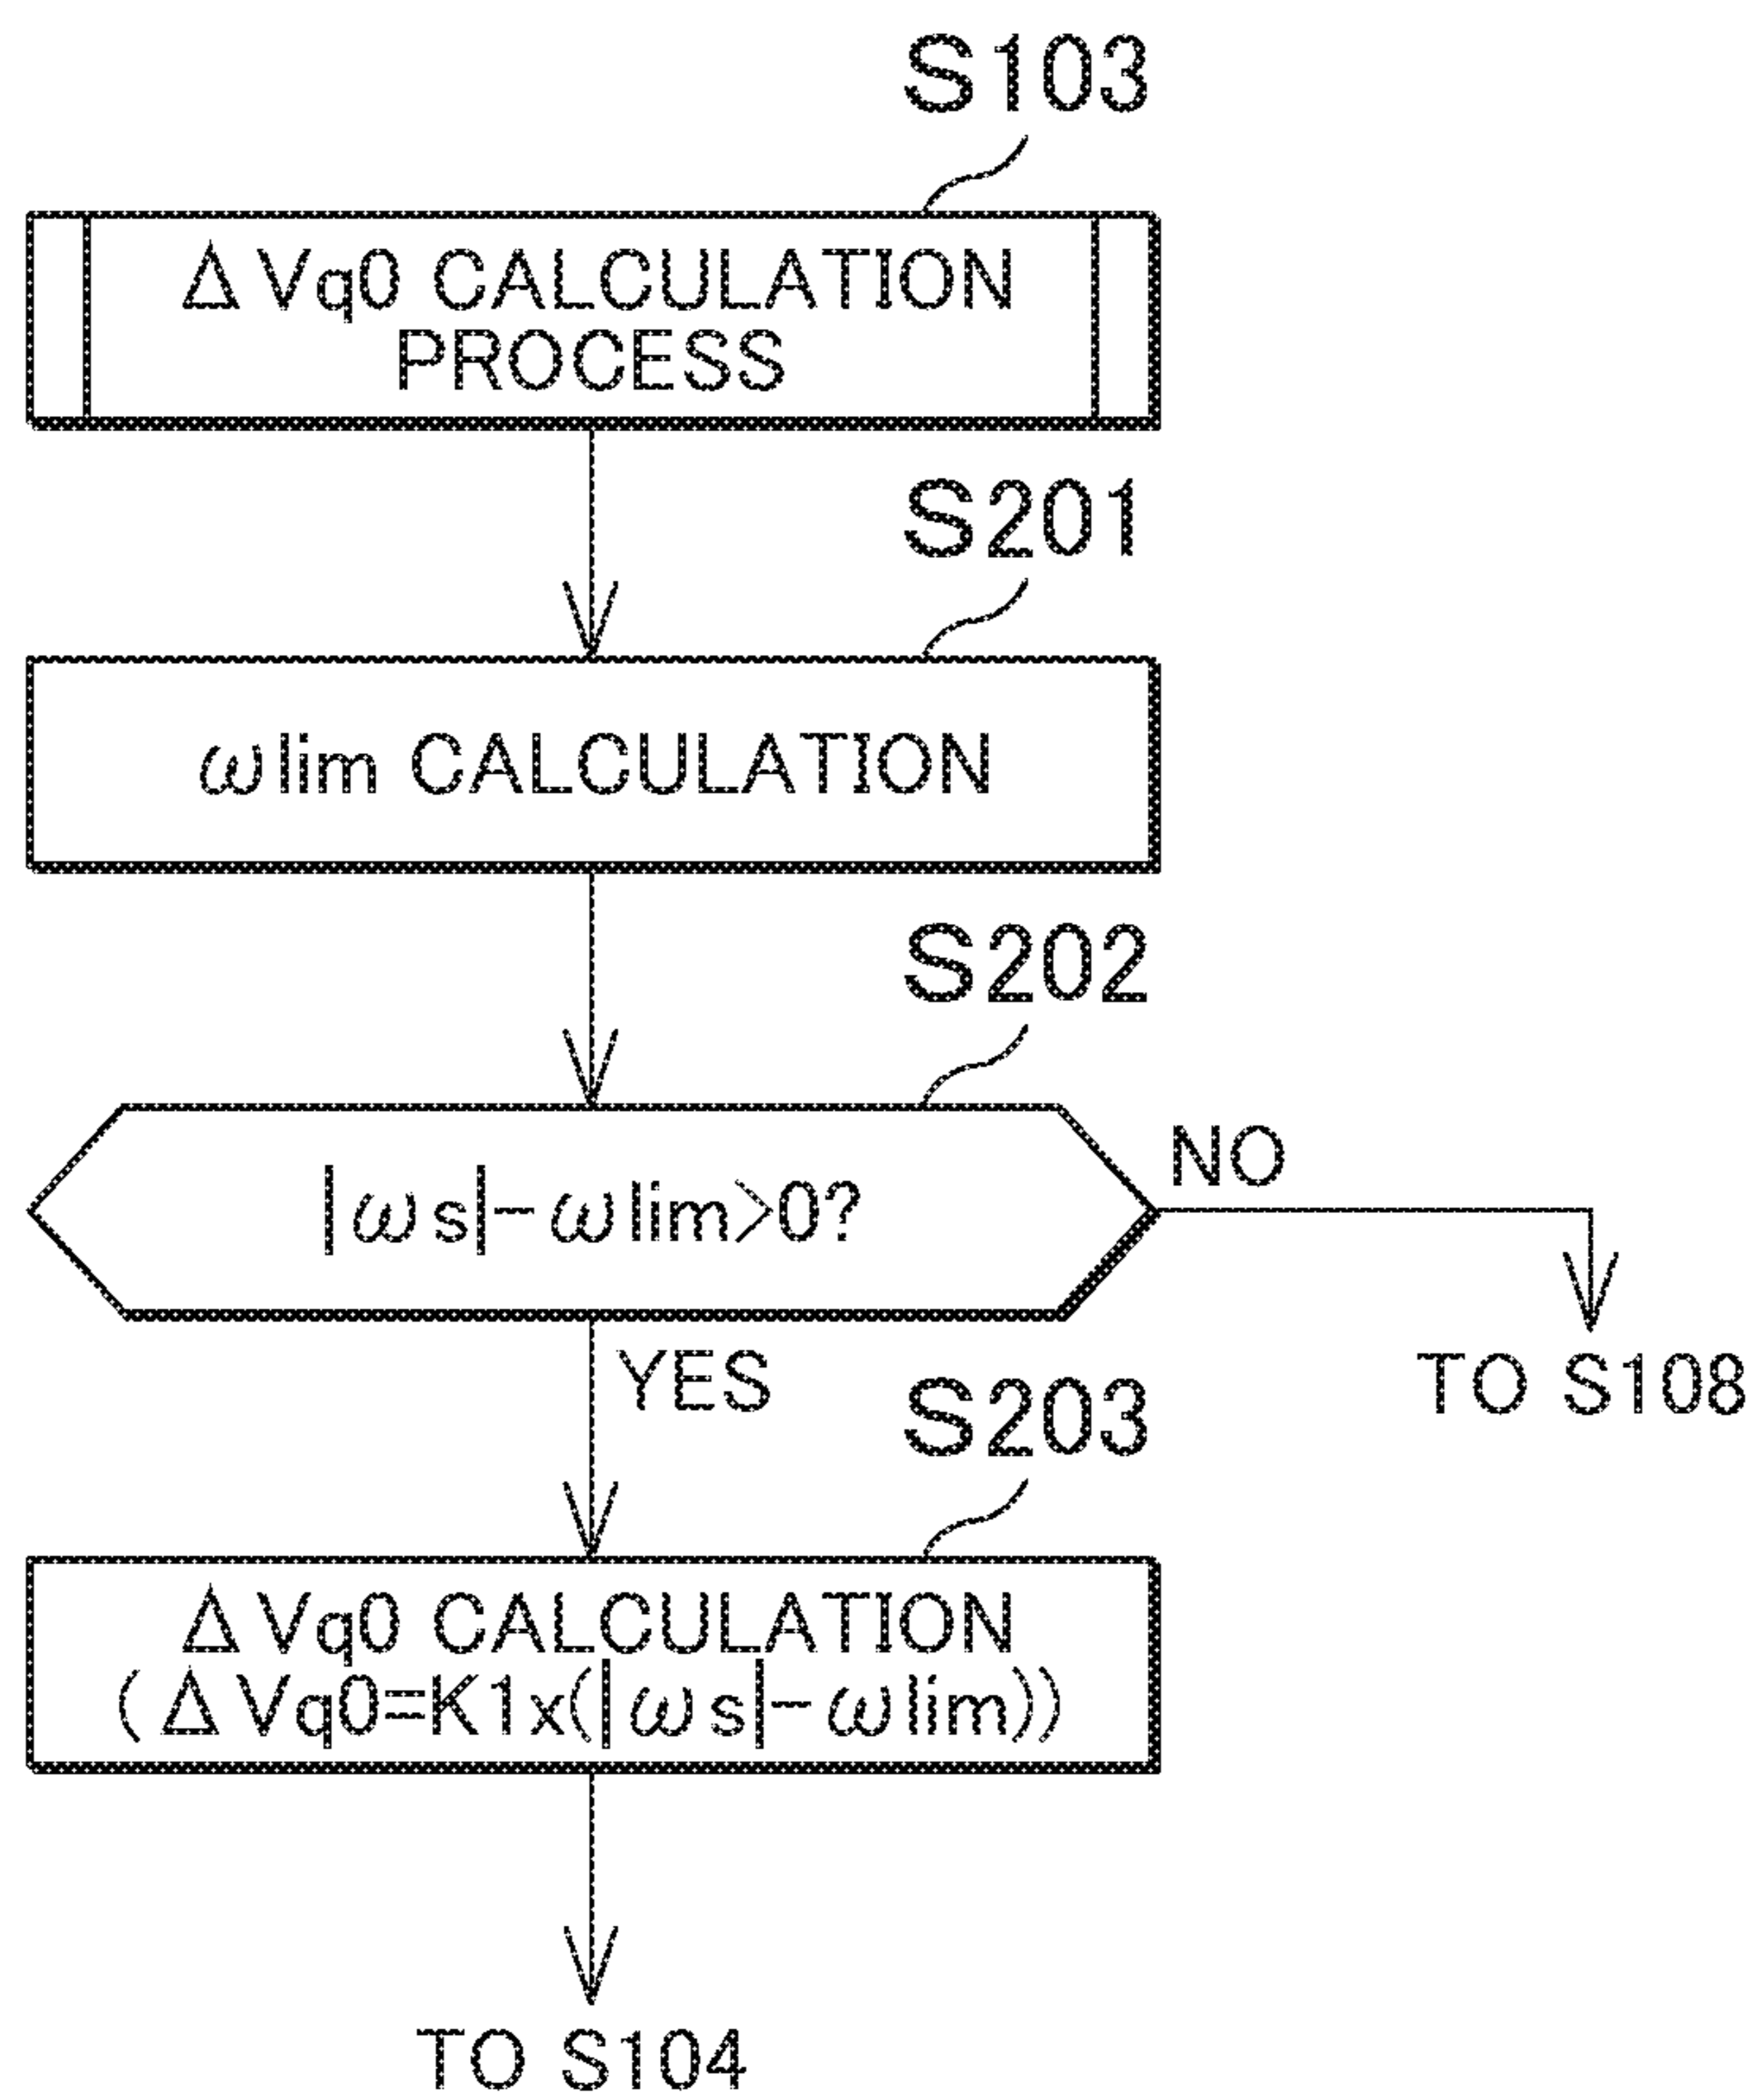 S103
ΔVq0 CALCULATION
PROCESS
S201
ωlim CALCULATION
S202
|ωs|-ωlim>0?
NO
TO S108
YES
S203
ΔVq0 CALCULATION
(ΔVq0=K1x(|ωs|-ωlim))
TO S104